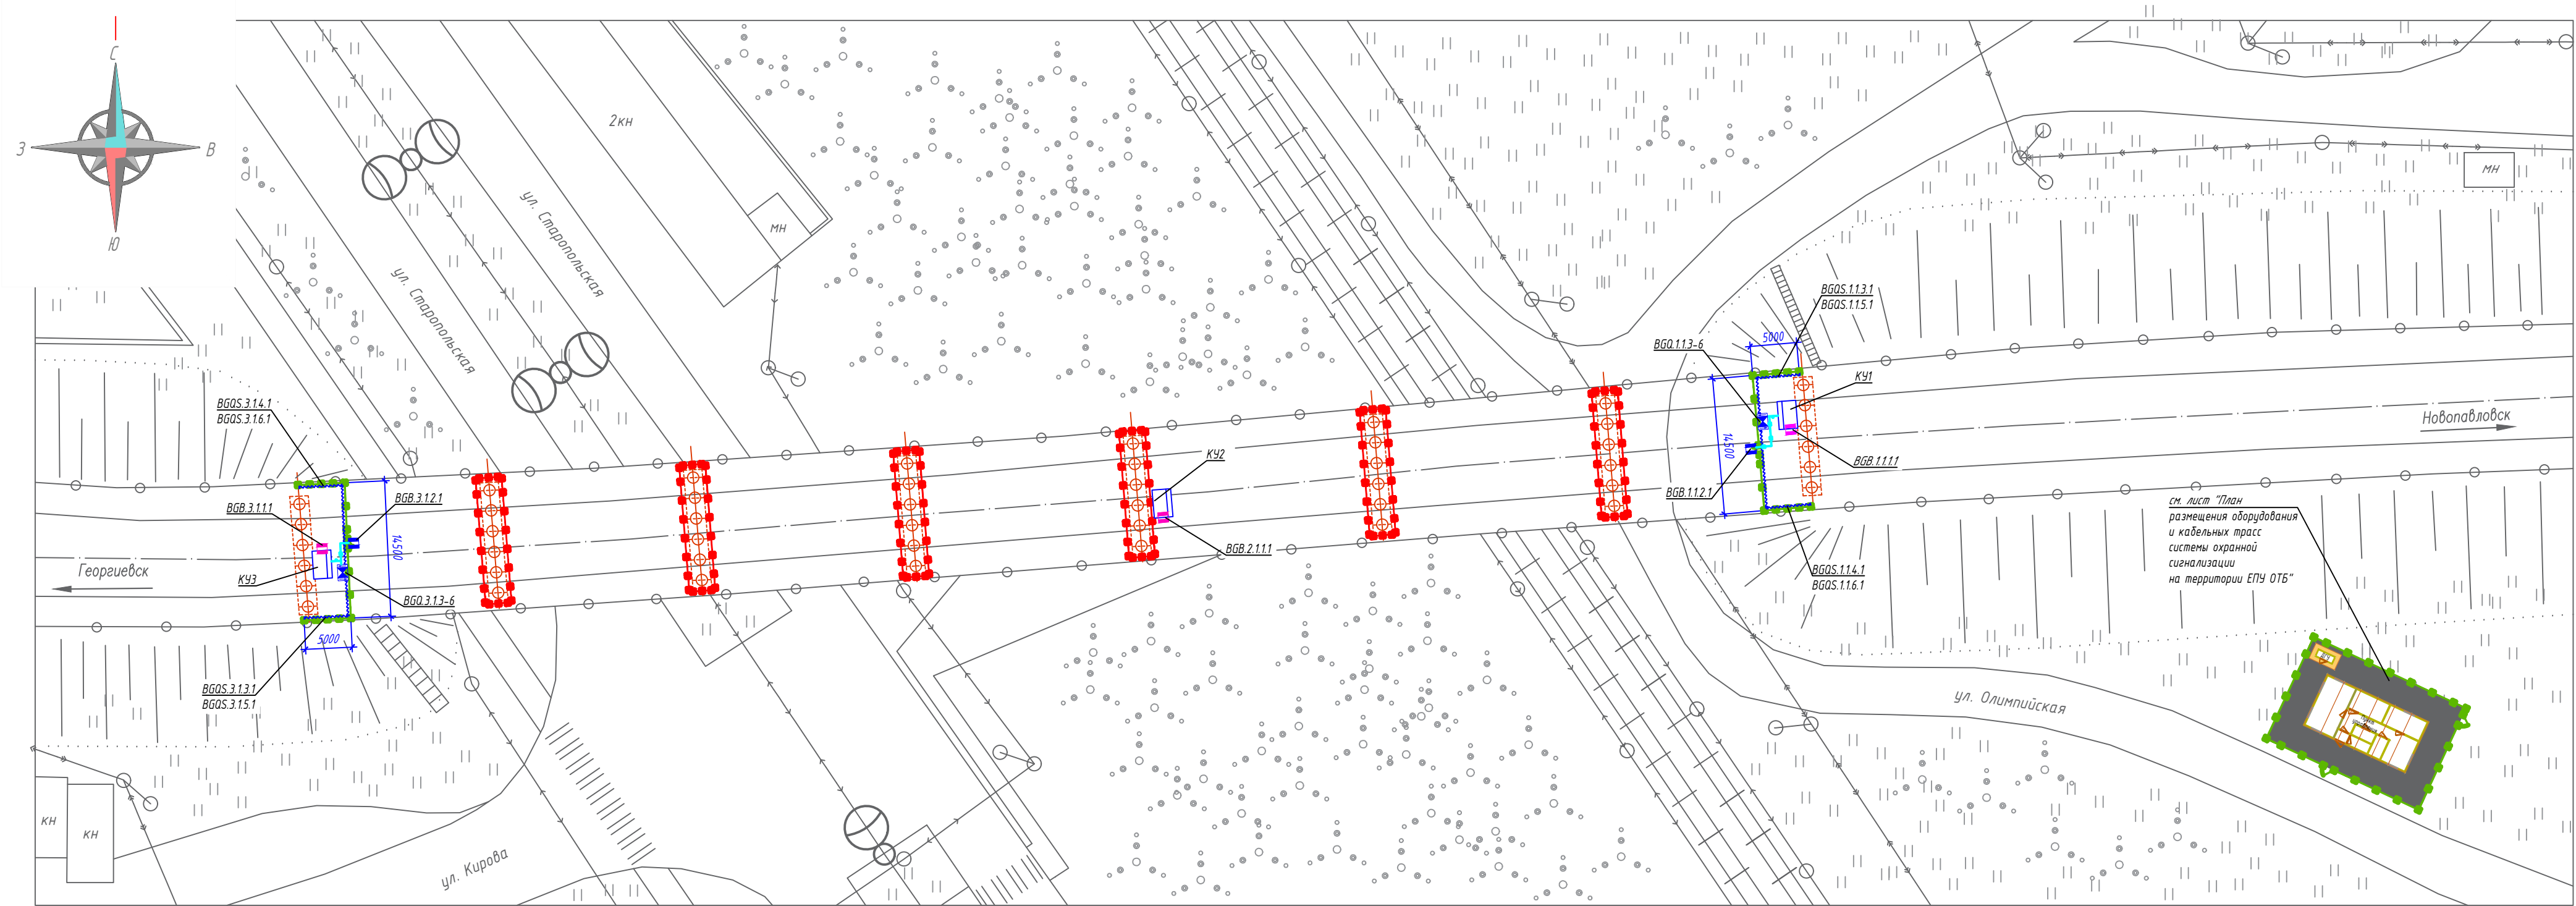 С
З
В
Ю
2кн
мн
ул. Старопольская
ул. Старопольская
мн
BGQS.1.1.3.1
BGQS.1.1.5.1
5000
BGQ.1.1.3-6
КУ1
14500
Новопавловск
BGB.1.1.1.1
BGB.1.1.2.1
BGQS.1.1.4.1
BGQS.1.1.6.1
BGQS.3.1.4.1
BGQS.3.1.6.1
BGB.3.1.1.1
BGB.3.1.2.1
14500
Георгиевск
КУ3
BGQ.3.1.3-6
5000
BGQS.3.1.3.1
BGQS.3.1.5.1
КУ2
BGB.2.1.1.1
см. лист "План
размещения оборудования
и кабельных трасс
системы охранной
сигнализации
на территории ЕПУ ОТБ"
ул. Олимпийская
кн
кн
ул. Кирова